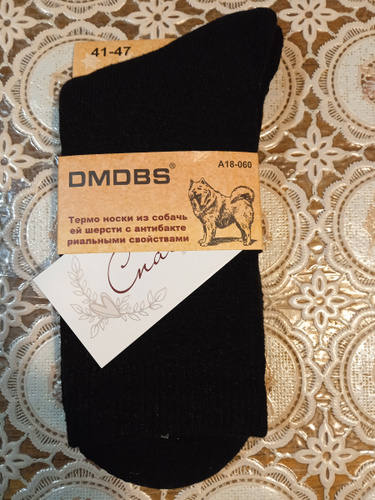 41-47
A18-060
DMDBS®
Термо носки из собачь
ей шерсти с антибакте
риальными свойствами